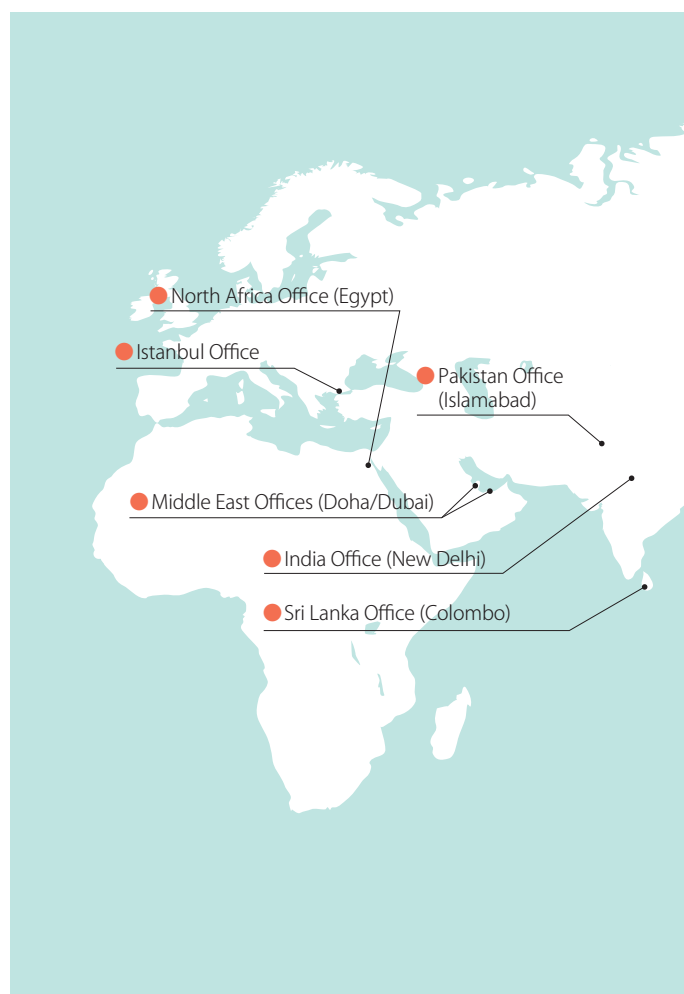 North Africa Office (Egypt)
Istanbul Office
Pakistan Office
(Islamabad)
Middle East Offices (Doha/Dubai)
India Office (New Delhi)
Sri Lanka Office (Colombo)